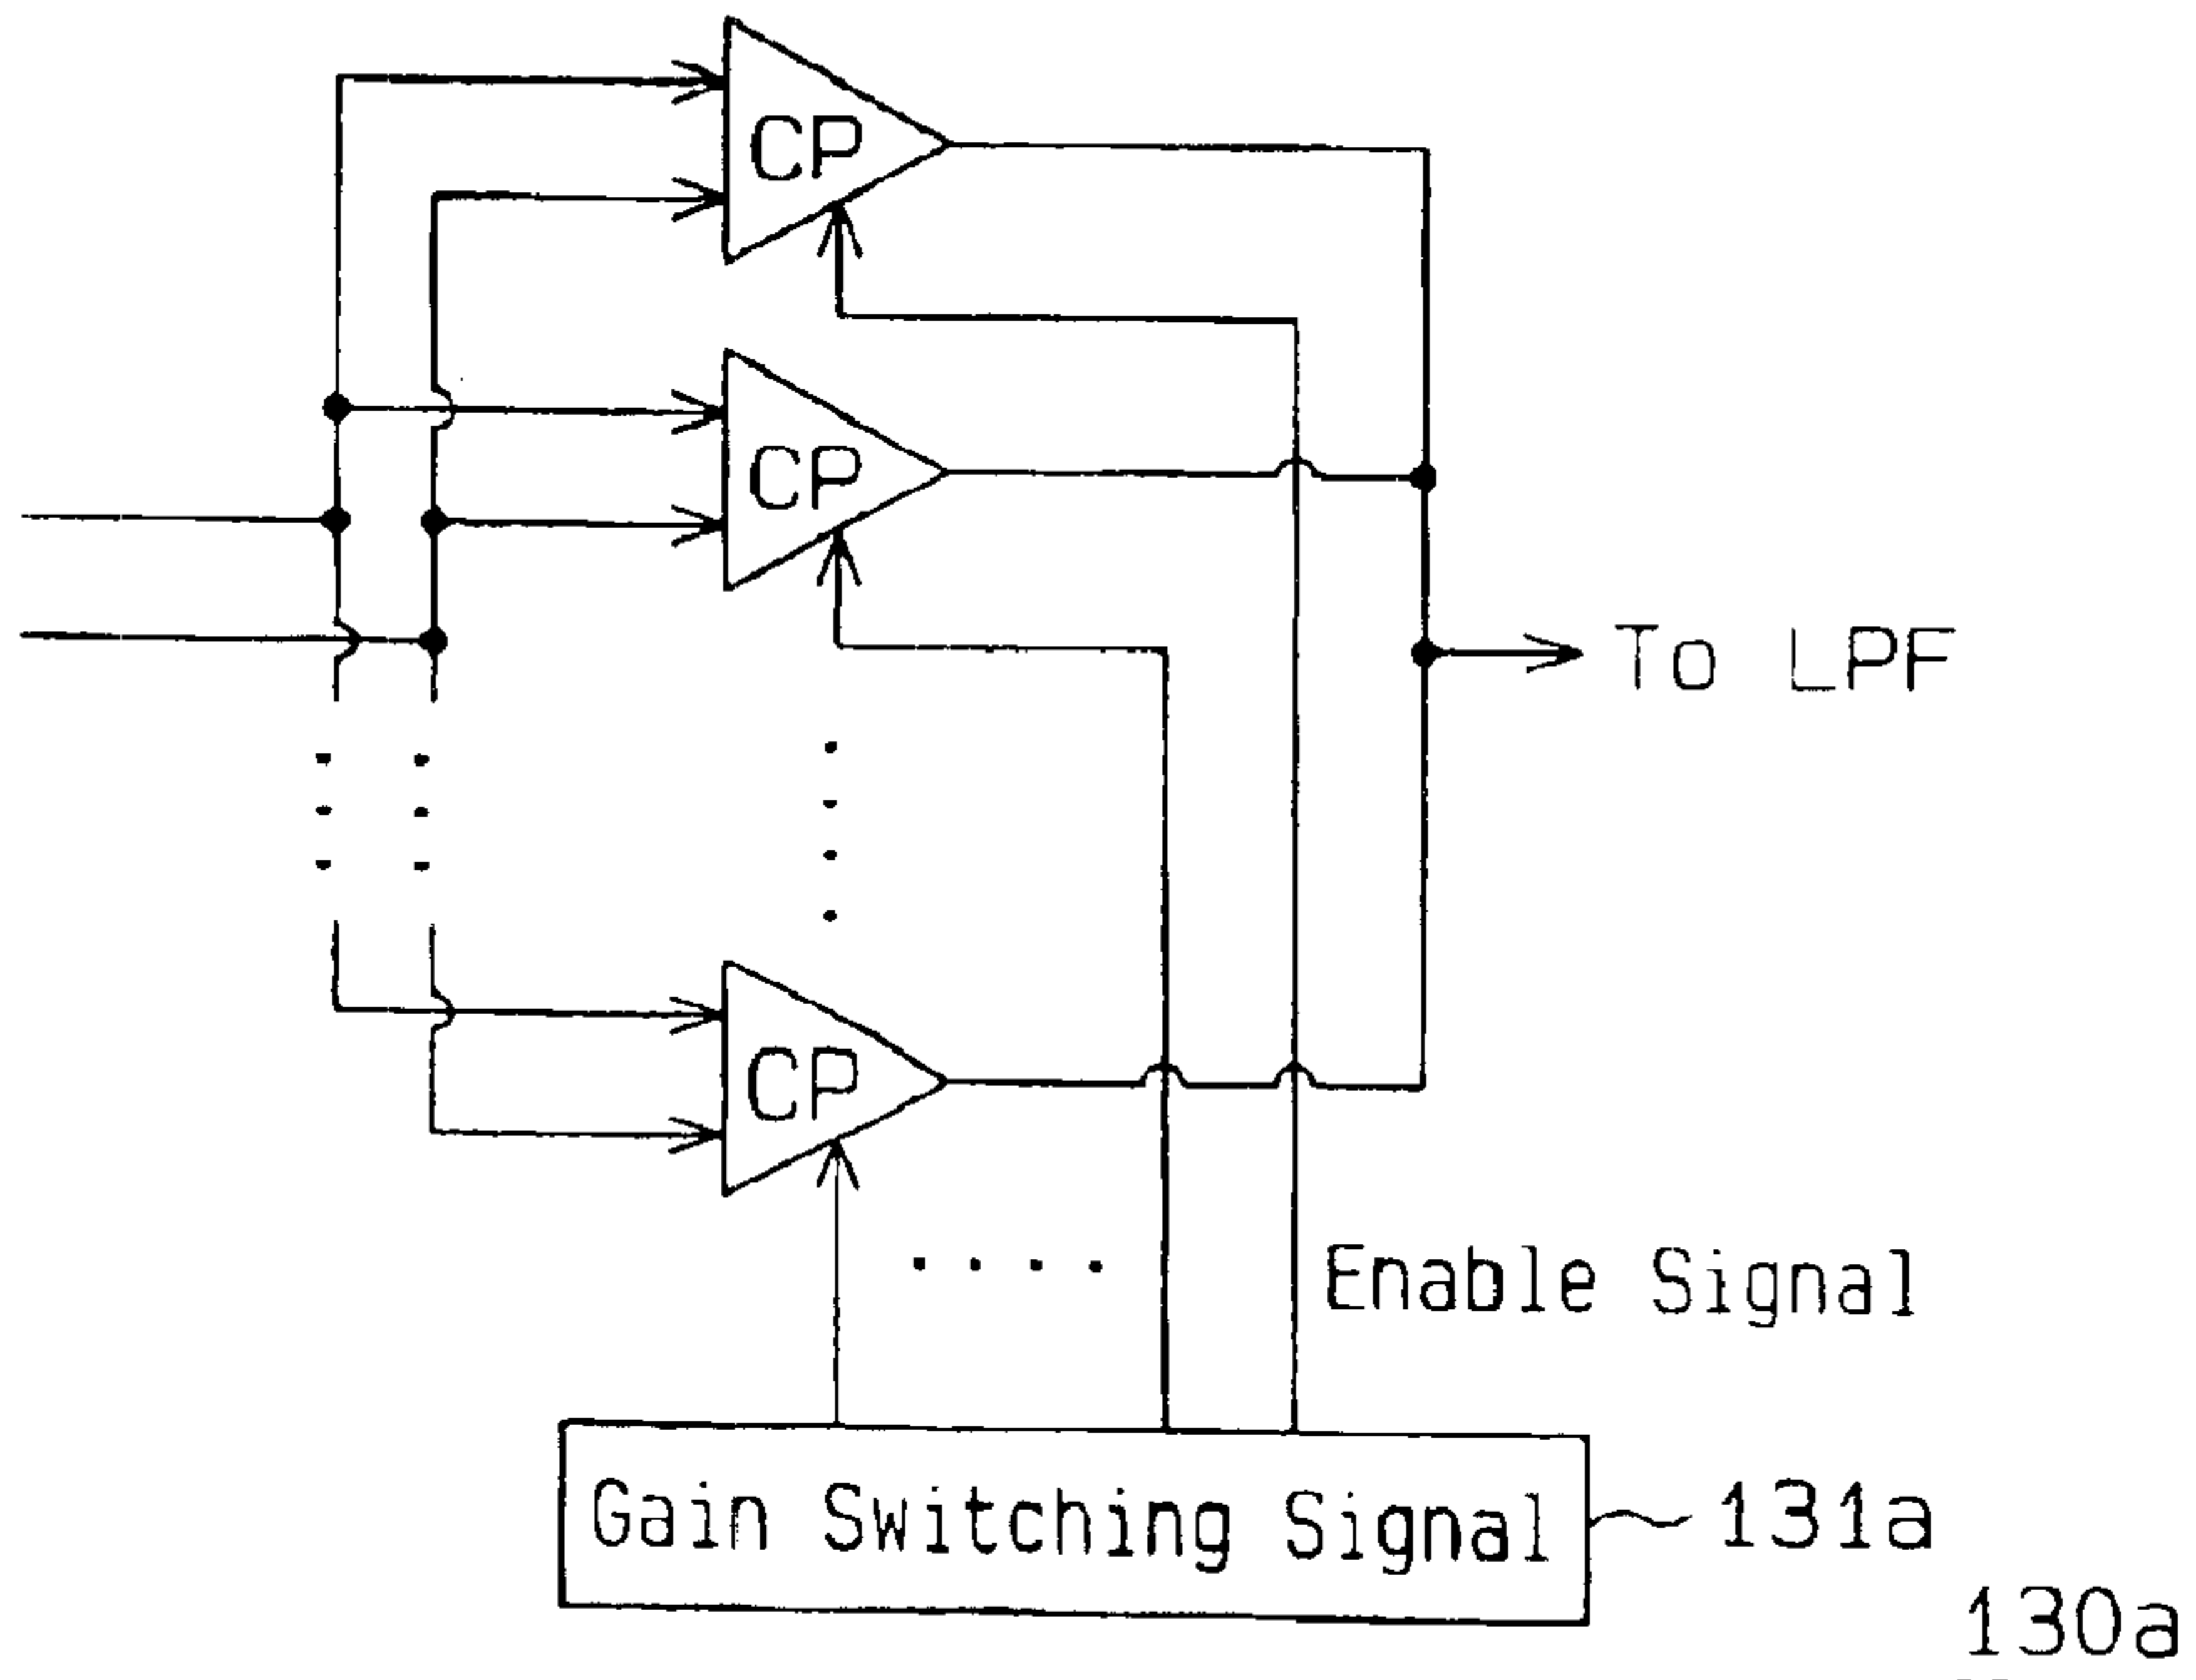 CP
CP
To LPF
CP
Enable Signal
Gain Switching Signal
131a
130a